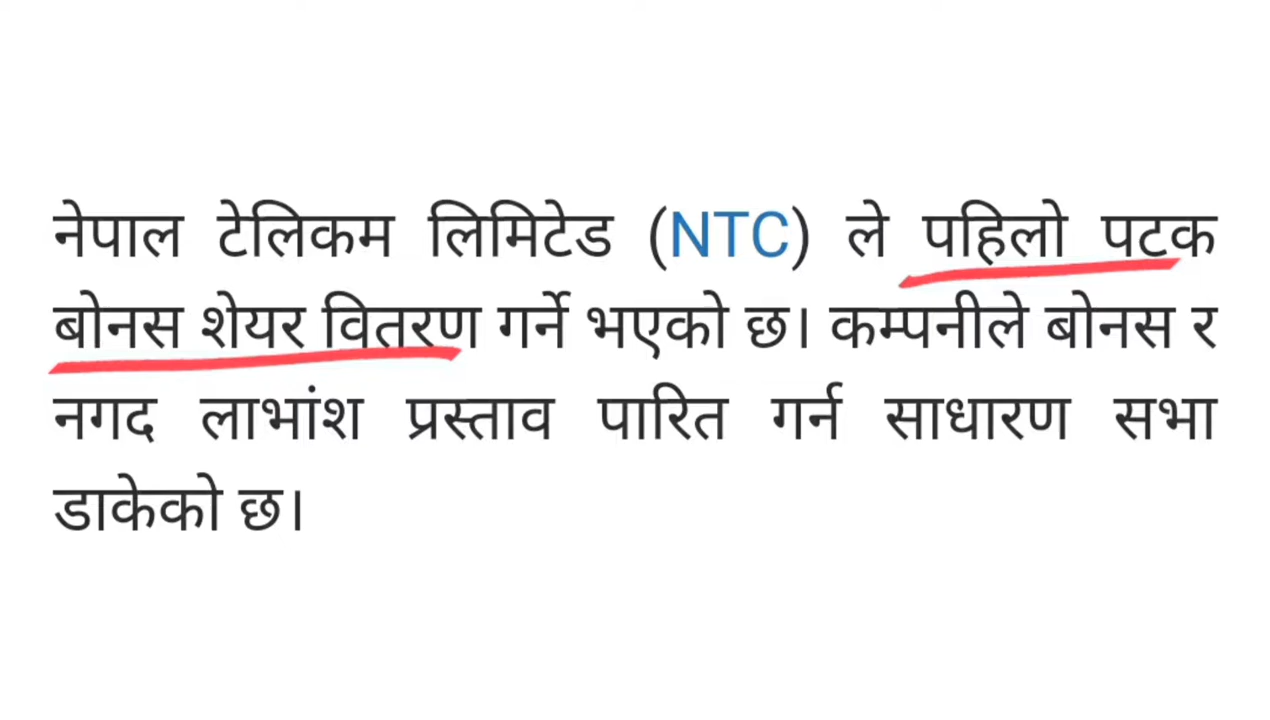 नेपाल टेलिकम लिमिटेड (NTC) ले पहिलो पटक
बोनस शेयर वितरण गर्ने भएको छ। कम्पनीले बोनस र
नगद लाभांश प्रस्ताव पारित गर्न साधारण सभा
डाकेको छ।